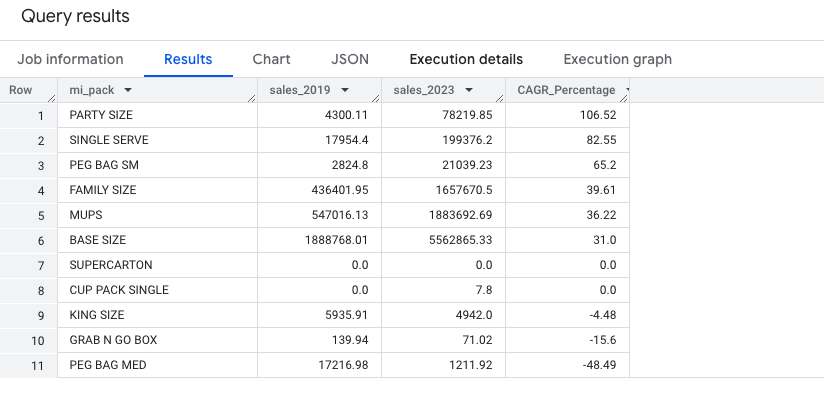 Query results
Job information Results Chart JSON Execution details Execution graph
Row mi_pack sales_2019 sales_2023 CAGR_Percentage
1 PARTY SIZE 4300.11 78219.85 106.52
2 SINGLE SERVE 17954.4 199376.2 82.55
3 PEG BAG SM 2824.8 21039.23 65.2
4 FAMILY SIZE 436401.95 1657670.5 39.61
5 MUPS 547016.13 1883692.69 36.22
6 BASE SIZE 1888768.01 5562865.33 31.0
7 SUPERCARTON 0.0 0.0 0.0
8 CUP PACK SINGLE 0.0 7.8 0.0
9 KING SIZE 5935.91 4942.0 -4.48
10 GRAB N GO BOX 139.94 71.02 -15.6
11 PEG BAG MED 17216.98 1211.92 -48.49